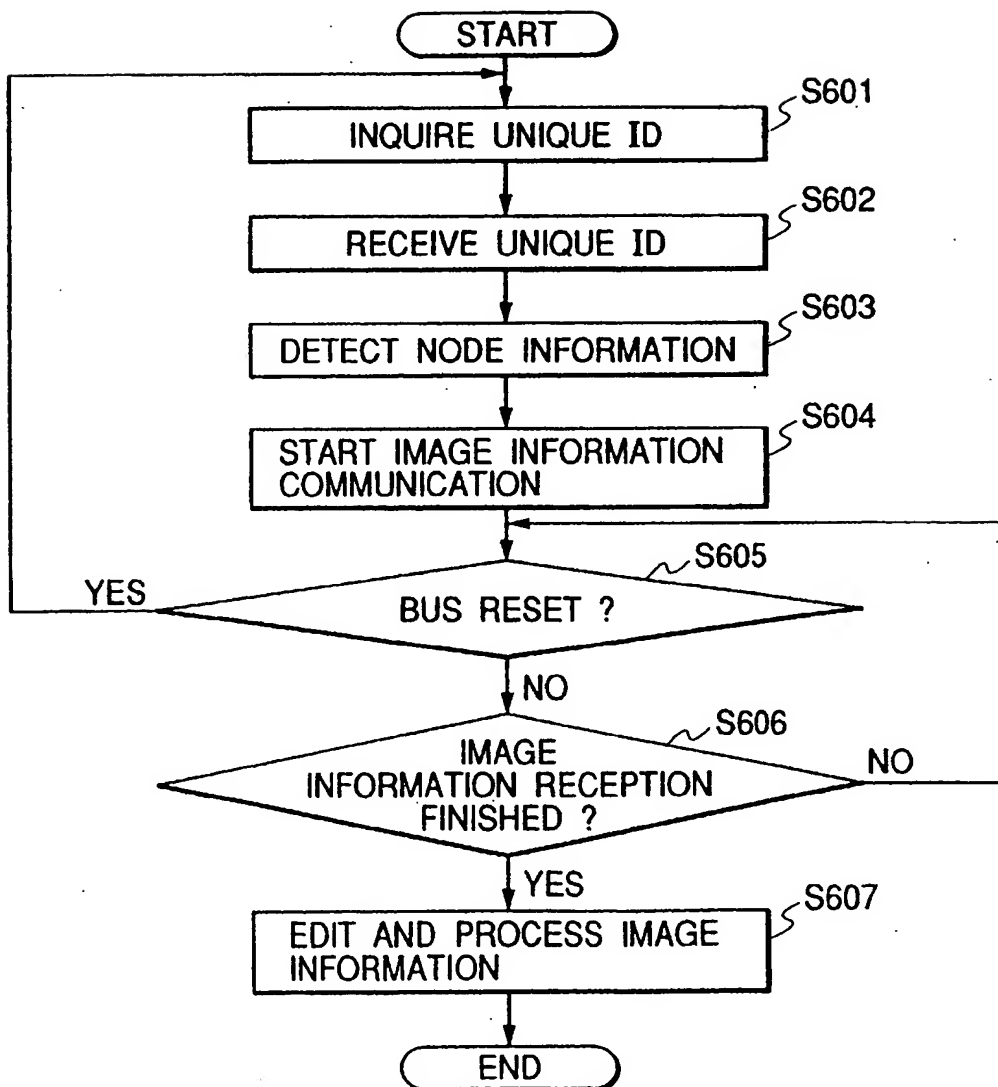 START
S601
INQUIRE UNIQUE ID
S602
RECEIVE UNIQUE ID
S603
DETECT NODE INFORMATION
S604
START IMAGE INFORMATION
COMMUNICATION
S605
YES
BUS RESET ?
NO
S606
IMAGE
INFORMATION RECEPTION
FINISHED ?
NO
YES
S607
EDIT AND PROCESS IMAGE
INFORMATION
END